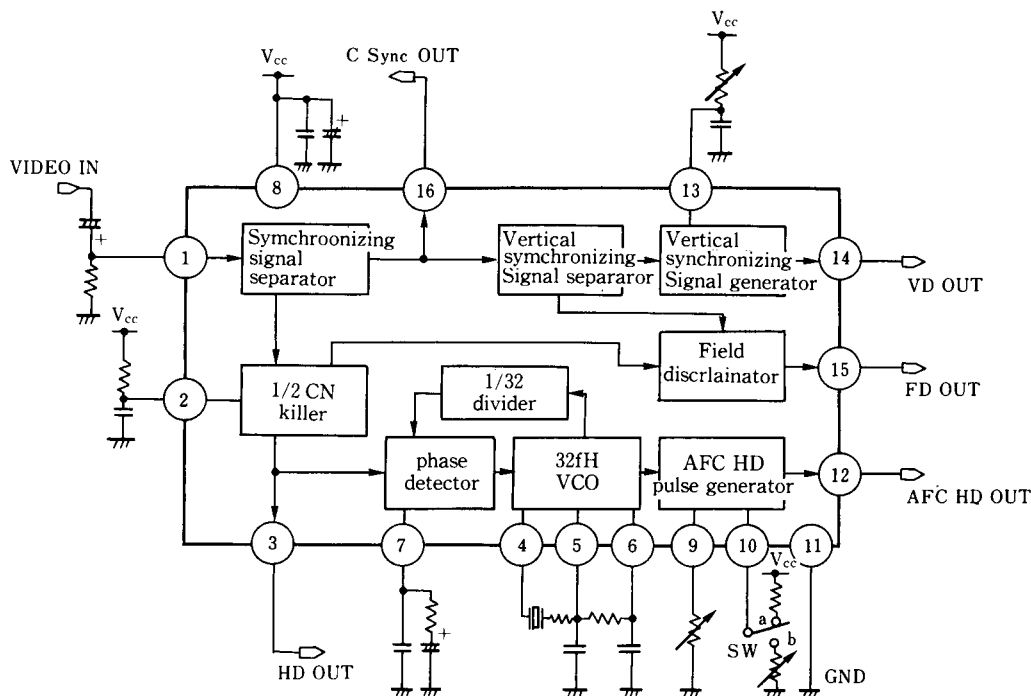 Vcc
C Sync OUT
Vcc
+
VIDEO IN
+
8
16
13
1
Symchroonizing
signal
separator
Vertical
symchronizing
Signal separaror
Vertical
synchronizing
Signal generator
14
VD OUT
Vcc
2
1/2 CN
killer
1/32
divider
Field
discrlainator
15
FD OUT
phase
detector
32fH
VCO
AFC HD
pulse generator
12
AFC HD OUT
3
7
4
5
6
9
10
11
Vcc
+
a
SW
b
HD OUT
GND